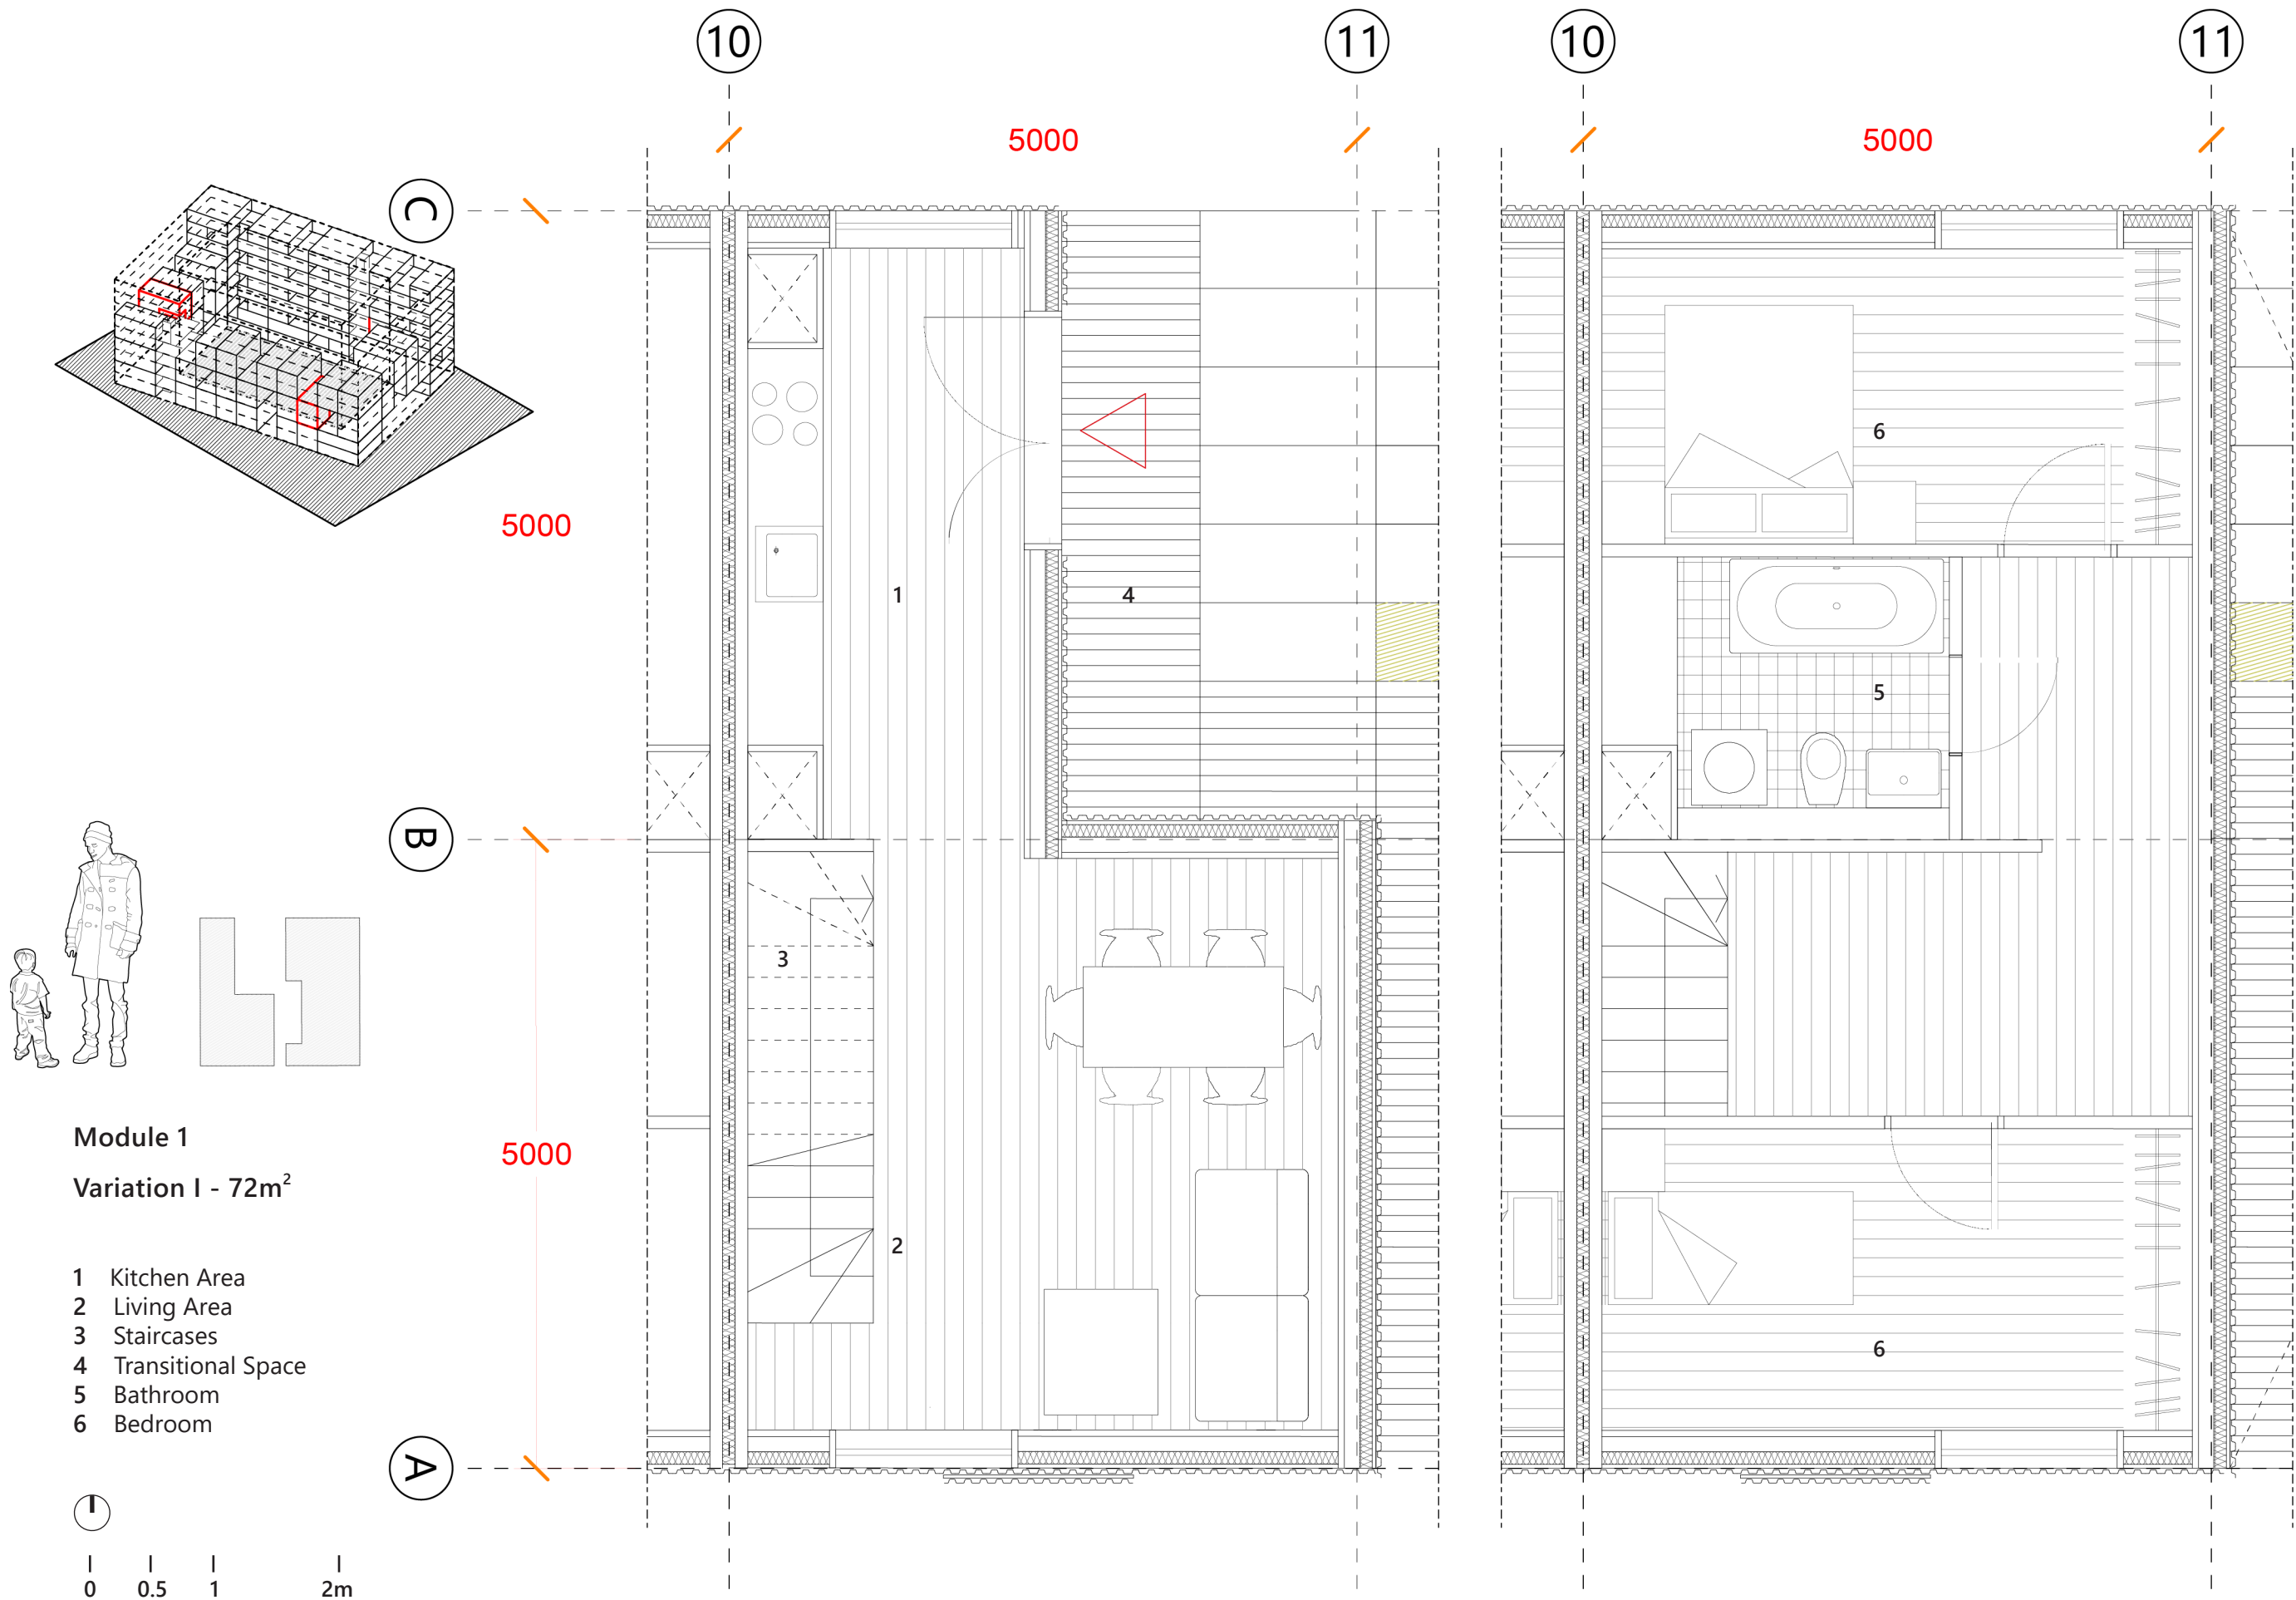 10
11
10
11
5000
5000
C
5000
1
4
6
5
B
3
5000
2
6
A
Module 1
Variation I - 72m²
1 Kitchen Area
2 Living Area
3 Staircases
4 Transitional Space
5 Bathroom
6 Bedroom
0 0.5 1 2m